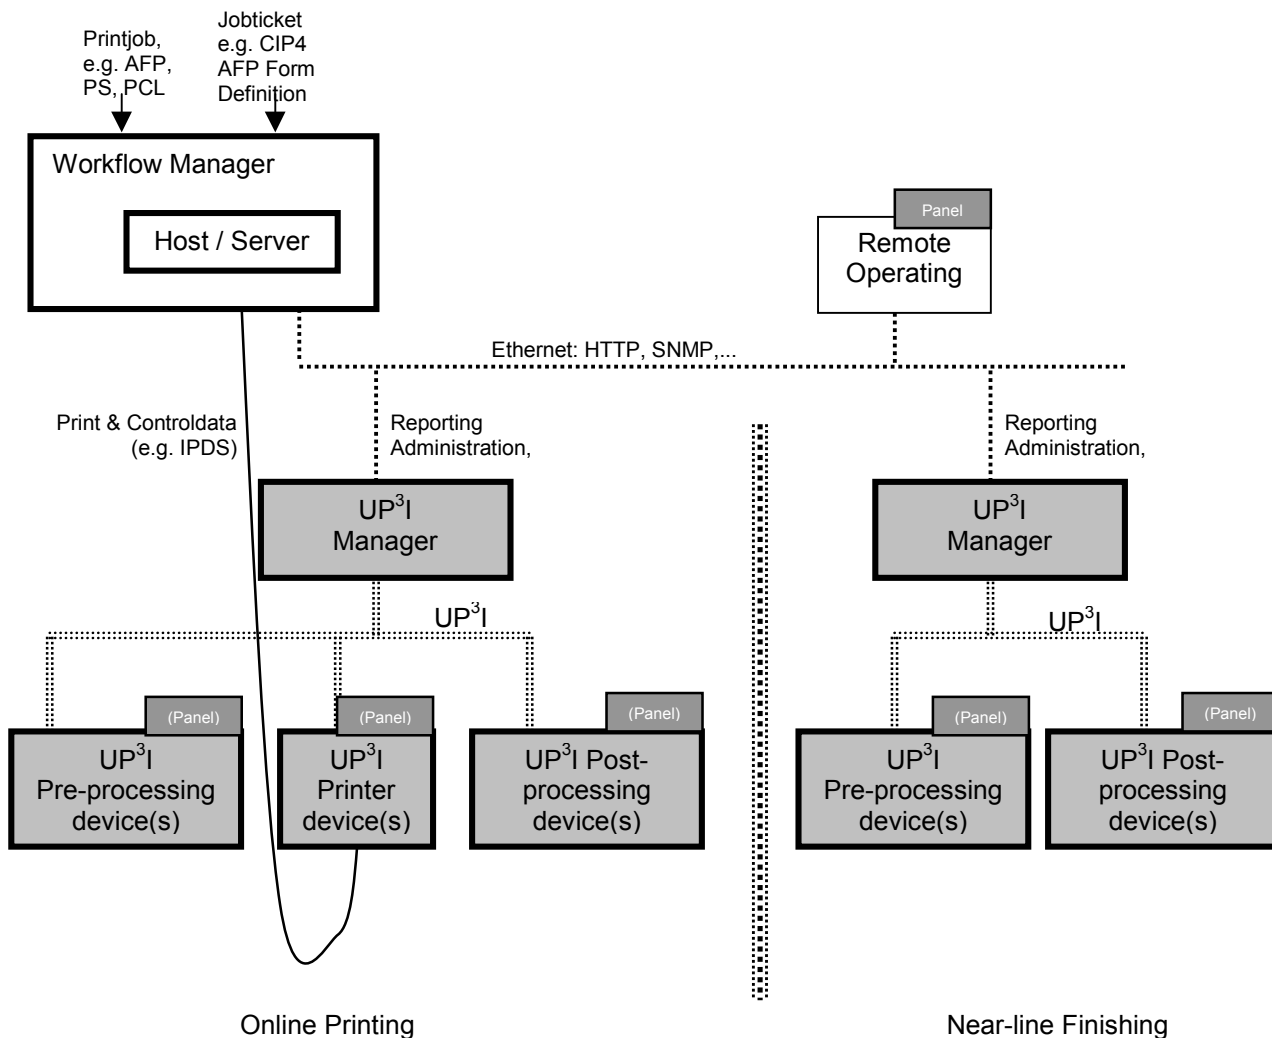 Printjob,
e.g. AFP,
PS, PCL
Jobticket
e.g. CIP4
AFP Form
Definition
Workflow Manager
Host / Server
Panel
Remote
Operating
Ethernet: HTTP, SNMP,...
Print & Controldata
(e.g. IPDS)
Reporting
Administration,
Reporting
Administration,
UP³I
Manager
UP³I
Manager
UP³I
UP³I
(Panel)
UP³I
Pre-processing
device(s)
(Panel)
UP³I
Printer
device(s)
(Panel)
UP³I Post-
processing
device(s)
(Panel)
UP³I
Pre-processing
device(s)
(Panel)
UP³I Post-
processing
device(s)
Online Printing
Near-line Finishing